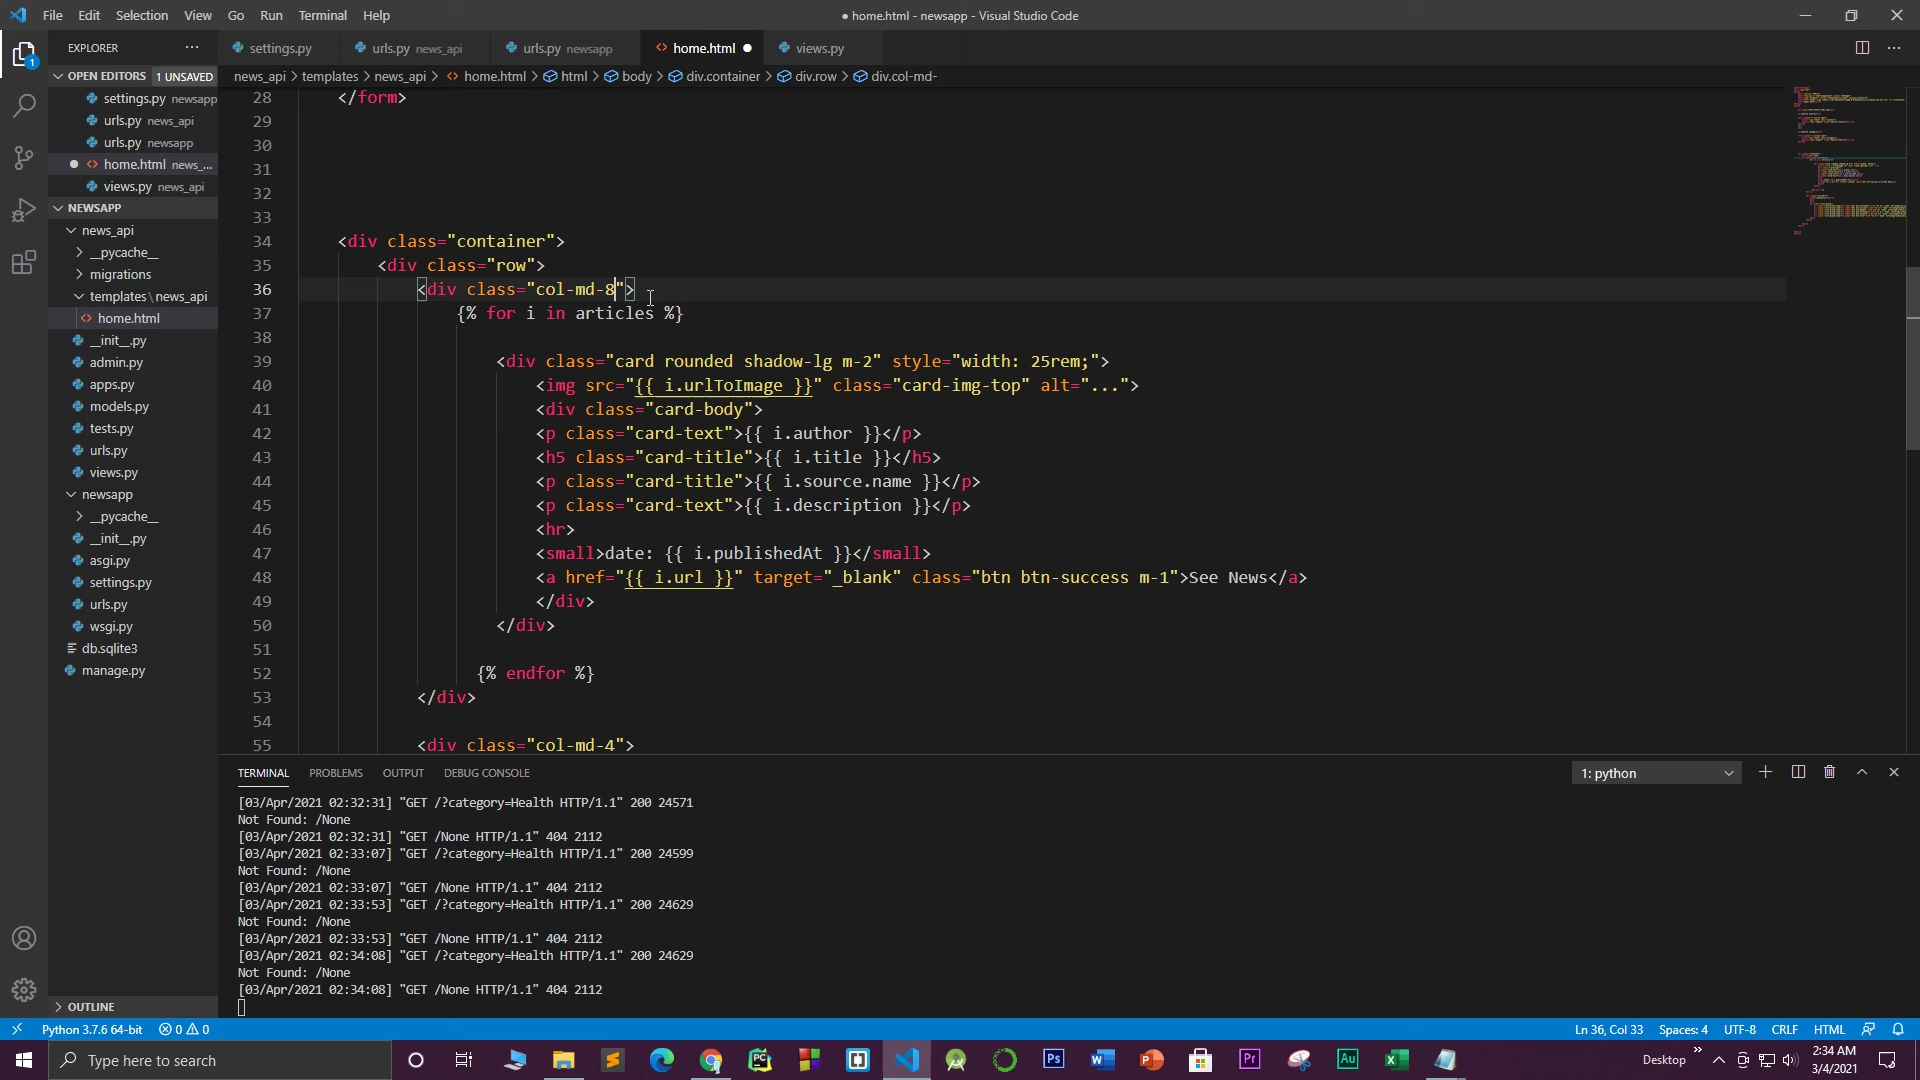 File Edit Selection View Go Run Terminal Help
● home.html - newsapp - Visual Studio Code
EXPLORER ···
settings.py
urls.py news_api
urls.py newsapp
home.html ●
views.py
OPEN EDITORS 1 UNSAVED
news_api > templates > news_api > <> home.html > html > body > div.container > div.row > div.col-md-
settings.py newsapp
urls.py news_api
urls.py newsapp
home.html news_...
views.py news_api
NEWSAPP
news_api
__pycache__
migrations
templates\news_api
home.html
__init__.py
admin.py
apps.py
models.py
tests.py
urls.py
views.py
newsapp
__pycache__
__init__.py
asgi.py
settings.py
urls.py
wsgi.py
db.sqlite3
manage.py
OUTLINE
28 </form>
29
30
31
32
33
34 <div class="container">
35 <div class="row">
36 <div class="col-md-8">
37 {% for i in articles %}
38
39 <div class="card rounded shadow-lg m-2" style="width: 25rem;">
40 <img src="{{ i.urlToImage }}" class="card-img-top" alt="...">
41 <div class="card-body">
42 <p class="card-text">{{ i.author }}</p>
43 <h5 class="card-title">{{ i.title }}</h5>
44 <p class="card-title">{{ i.source.name }}</p>
45 <p class="card-text">{{ i.description }}</p>
46 <hr>
47 <small>date: {{ i.publishedAt }}</small>
48 <a href="{{ i.url }}" target="_blank" class="btn btn-success m-1">See News</a>
49 </div>
50 </div>
51
52 {% endfor %}
53 </div>
54
55 <div class="col-md-4">
TERMINAL PROBLEMS OUTPUT DEBUG CONSOLE
1: python
[03/Apr/2021 02:32:31] "GET /?category=Health HTTP/1.1" 200 24571
Not Found: /None
[03/Apr/2021 02:32:31] "GET /None HTTP/1.1" 404 2112
[03/Apr/2021 02:33:07] "GET /?category=Health HTTP/1.1" 200 24599
Not Found: /None
[03/Apr/2021 02:33:07] "GET /None HTTP/1.1" 404 2112
[03/Apr/2021 02:33:53] "GET /?category=Health HTTP/1.1" 200 24629
Not Found: /None
[03/Apr/2021 02:33:53] "GET /None HTTP/1.1" 404 2112
[03/Apr/2021 02:34:08] "GET /?category=Health HTTP/1.1" 200 24629
Not Found: /None
[03/Apr/2021 02:34:08] "GET /None HTTP/1.1" 404 2112
Python 3.7.6 64-bit 0 0
Ln 36, Col 33 Spaces: 4 UTF-8 CRLF HTML
Type here to search
Desktop
2:34 AM
3/4/2021